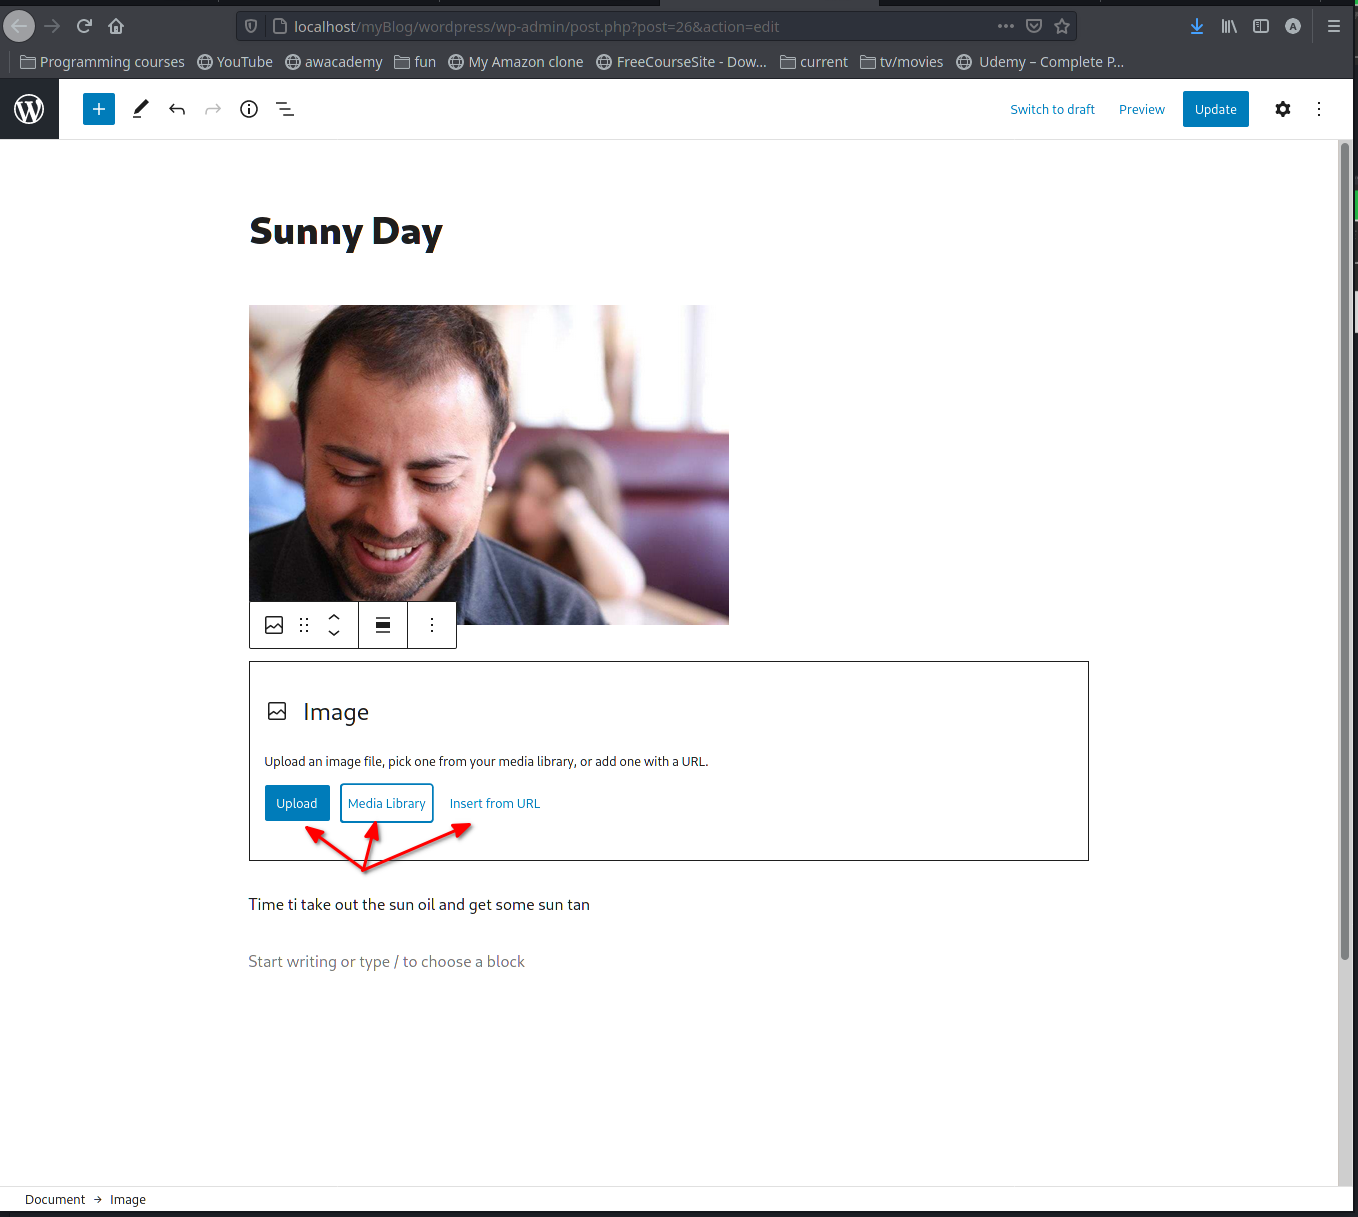 localhost/myBlog/wordpress/wp-admin/post.php?post=26&action=edit
Programming courses YouTube awacademy fun My Amazon clone FreeCourseSite - Dow... current tv/movies Udemy – Complete P...
Switch to draft Preview Update
Sunny Day
Image
Upload an image file, pick one from your media library, or add one with a URL.
Upload Media Library Insert from URL
Time ti take out the sun oil and get some sun tan
Start writing or type / to choose a block
Document → Image